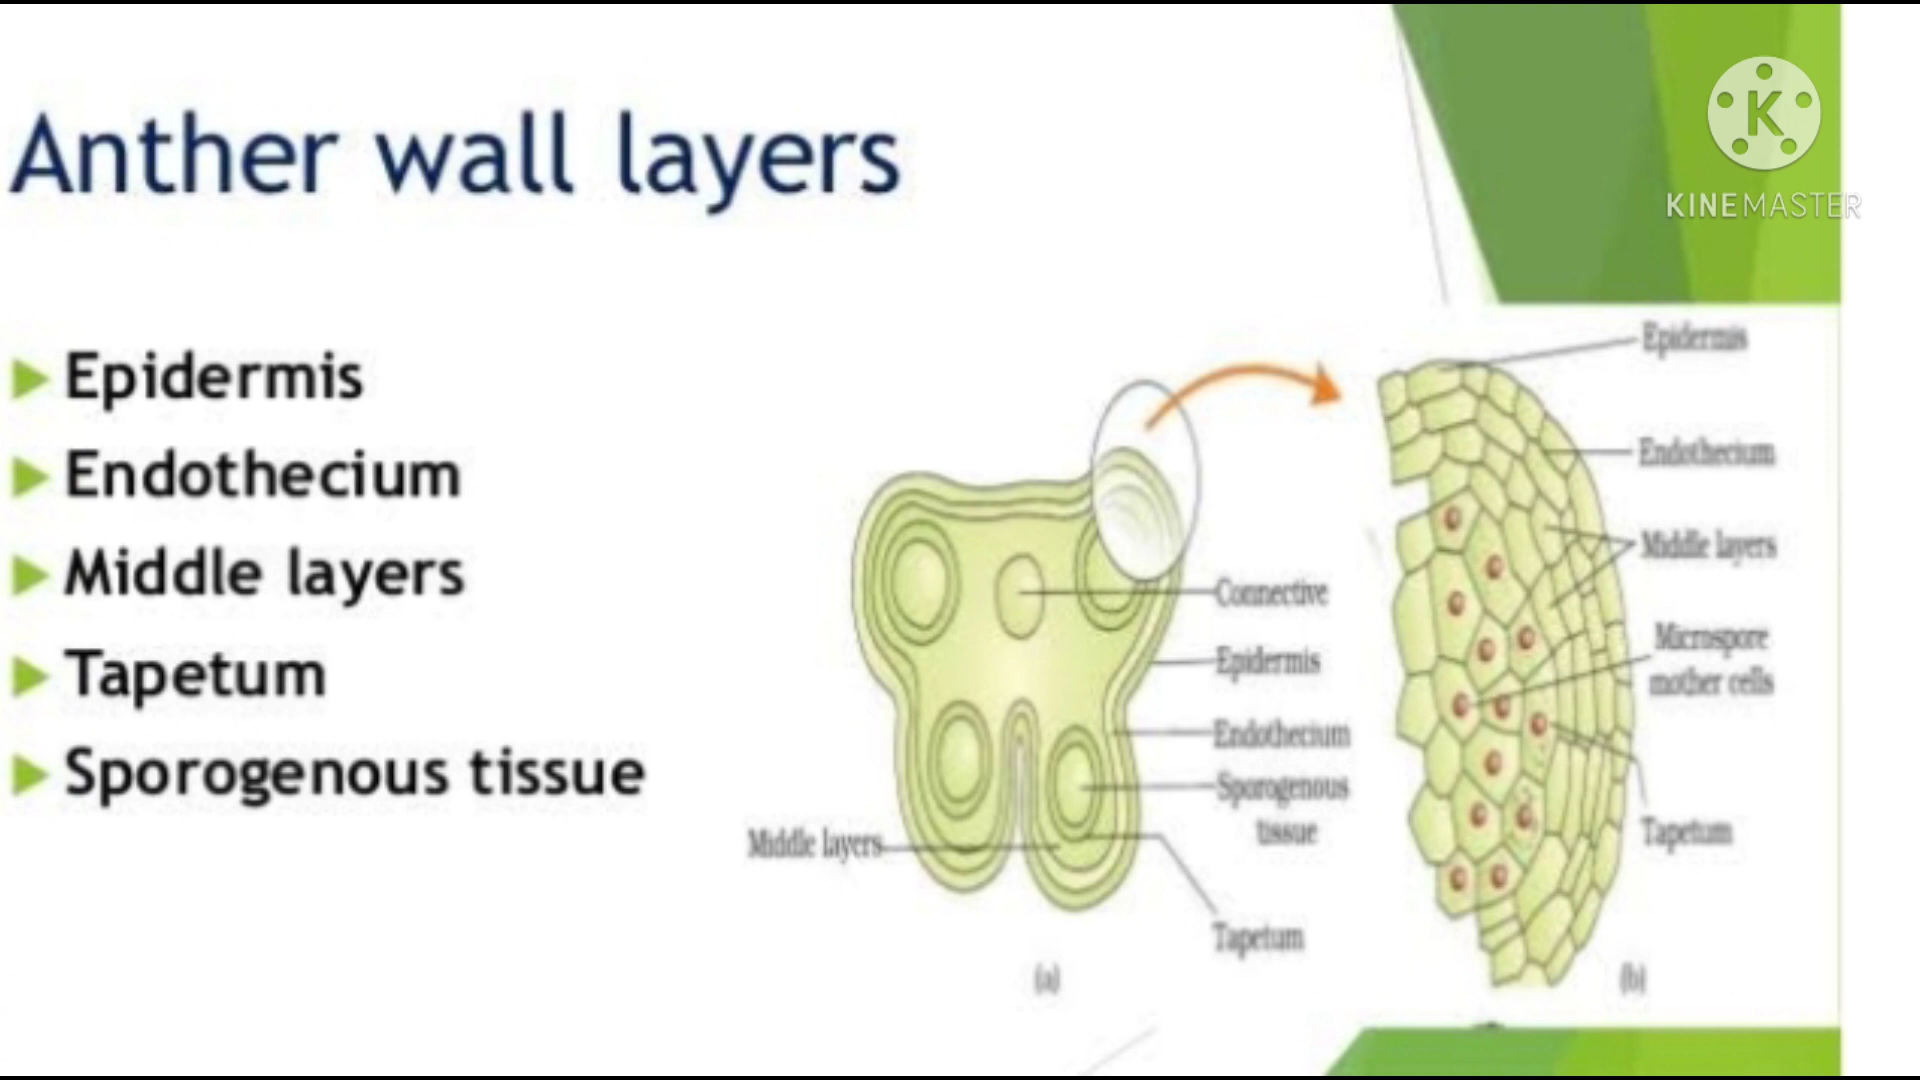 Anther wall layers
Epidermis
Endothecium
Middle layers
Tapetum
Sporogenous tissue
Connective
Epidermis
Endothecium
Sporogenous
tissue
Middle layers
Tapetum
(a)
Epidermis
Endothecium
Middle layers
Microspore
mother cells
Tapetum
(b)
K
KINEMASTER